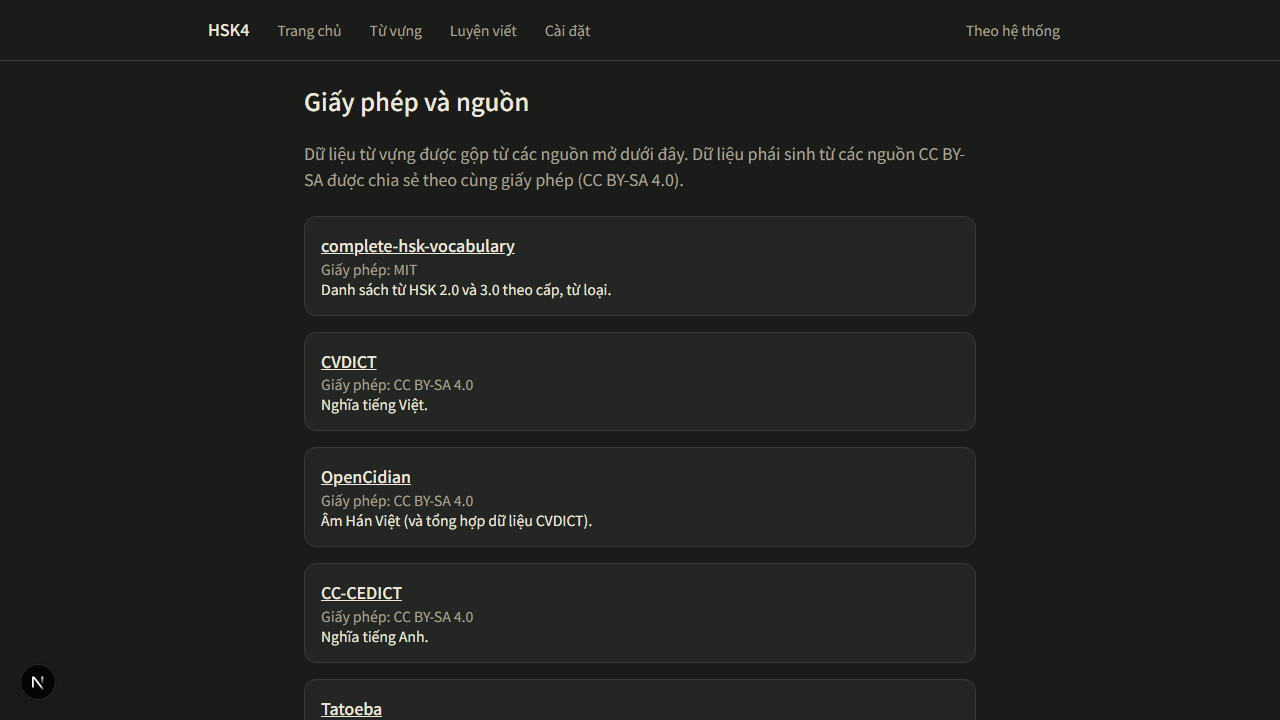 HSK4 Trang chủ Từ vựng Luyện viết Cài đặt Theo hệ thống
Giấy phép và nguồn
Dữ liệu từ vựng được gộp từ các nguồn mở dưới đây. Dữ liệu phái sinh từ các nguồn CC BY-
SA được chia sẻ theo cùng giấy phép (CC BY-SA 4.0).
complete-hsk-vocabulary
Giấy phép: MIT
Danh sách từ HSK 2.0 và 3.0 theo cấp, từ loại.
CVDICT
Giấy phép: CC BY-SA 4.0
Nghĩa tiếng Việt.
OpenCidian
Giấy phép: CC BY-SA 4.0
Âm Hán Việt (và tổng hợp dữ liệu CVDICT).
CC-CEDICT
Giấy phép: CC BY-SA 4.0
Nghĩa tiếng Anh.
N
Tatoeba